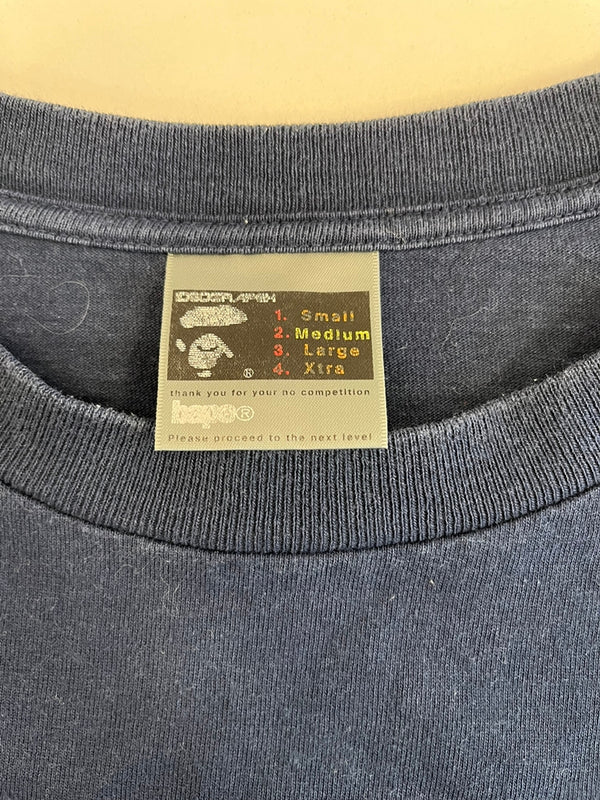 1. Small
2. Medium
3. Large
4. Xtra
®
thank you for your no competition
bape®
Please proceed to the next level